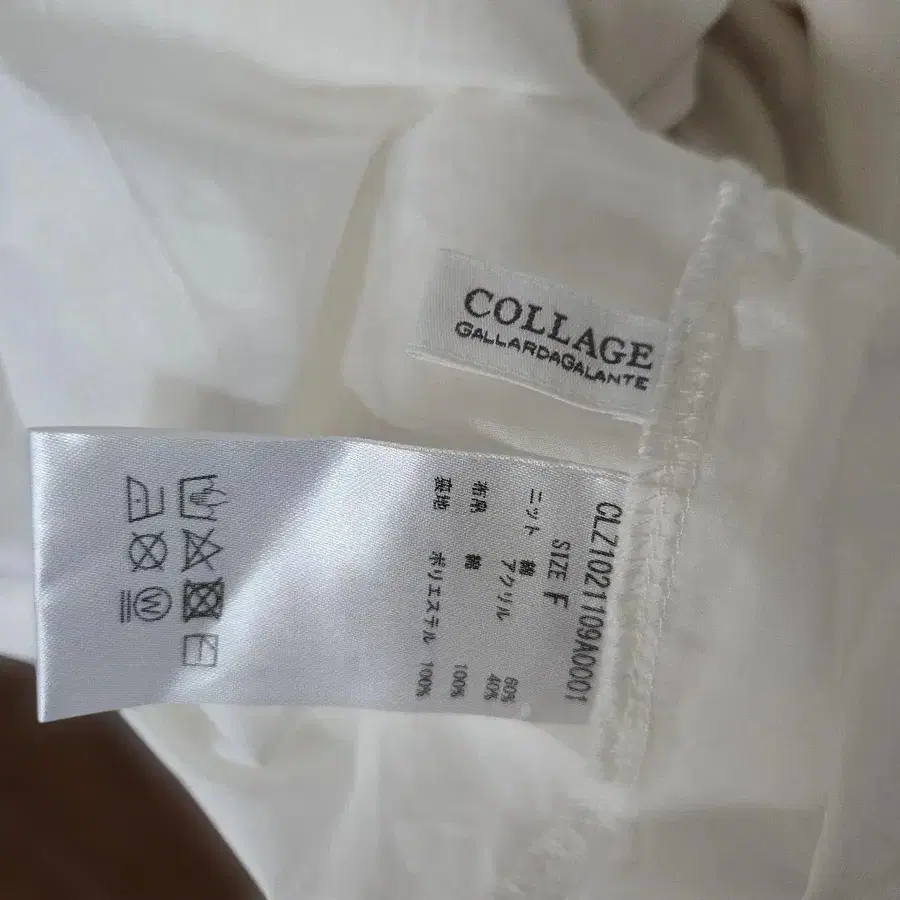 COLLAGE
GALLARDAGALANTE
CLZ1021109A0001
SIZE F
ニット 綿 60%
アクリル 40%
布帛 綿 100%
裏地 ポリエステル 100%
W